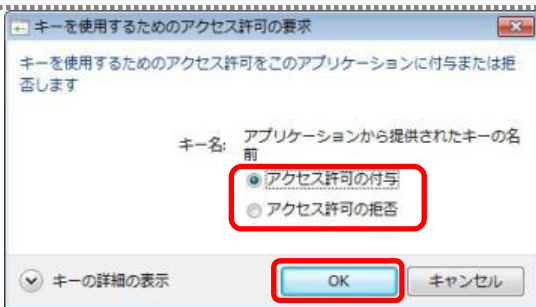 キーを使用するためのアクセス許可の要求
キーを使用するためのアクセス許可をこのアプリケーションに付与または拒
否します
キー名: アプリケーションから提供されたキーの名
前
アクセス許可の付与
アクセス許可の拒否
キーの詳細の表示 OK キャンセル